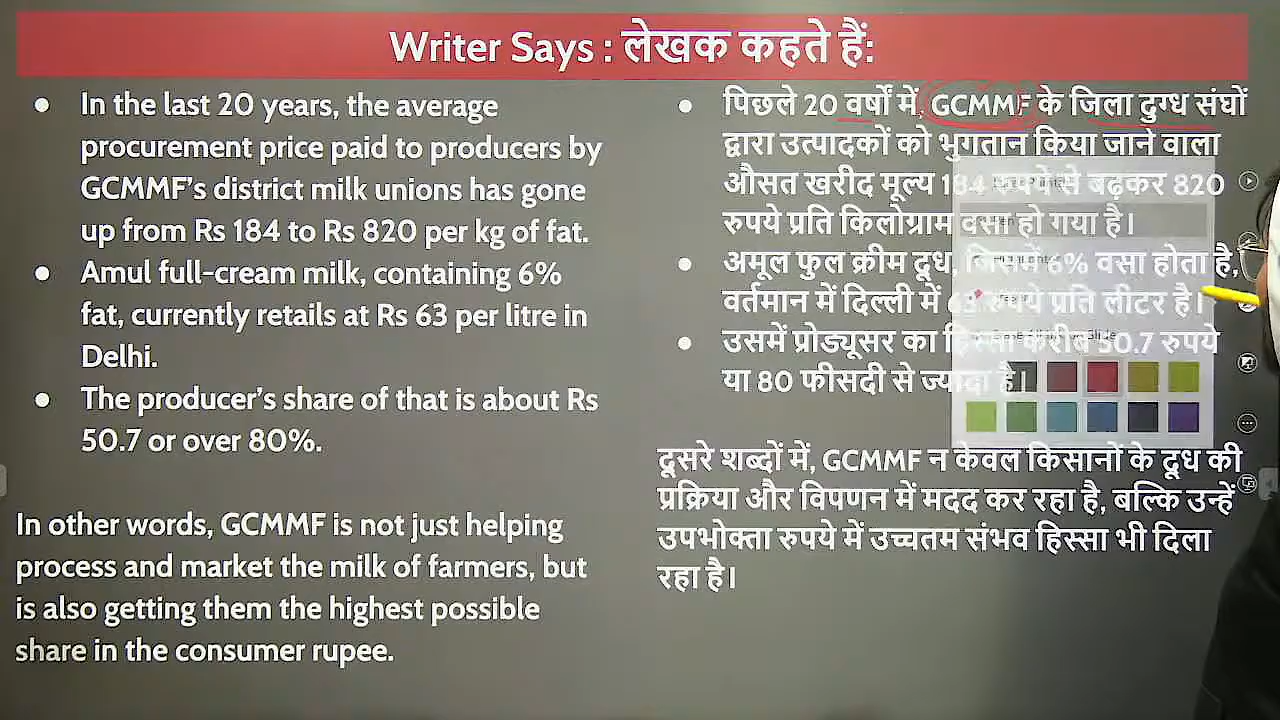 Writer Says : लेखक कहते हैं:
In the last 20 years, the average
procurement price paid to producers by
GCMMF's district milk unions has gone
up from Rs 184 to Rs 820 per kg of fat.
Amul full-cream milk, containing 6%
fat, currently retails at Rs 63 per litre in
Delhi.
The producer's share of that is about Rs
50.7 or over 80%.
In other words, GCMMF is not just helping
process and market the milk of farmers, but
is also getting them the highest possible
share in the consumer rupee.
पिछले 20 वर्षों में, GCMMF के जिला दुग्ध संघों
द्वारा उत्पादकों को भुगतान किया जाने वाला
औसत खरीद मूल्य 184 रुपये से बढ़कर 820
रुपये प्रति किलोग्राम वसा हो गया है।
अमूल फुल क्रीम दूध, जिसमें 6% वसा होता है,
वर्तमान में दिल्ली में 63 रुपये प्रति लीटर है।
उसमें प्रोड्यूसर का हिस्सा करीब 50.7 रुपये
या 80 फीसदी से ज्यादा है।
दूसरे शब्दों में, GCMMF न केवल किसानों के दूध की
प्रक्रिया और विपणन में मदद कर रहा है, बल्कि उन्हें
उपभोक्ता रुपये में उच्चतम संभव हिस्सा भी दिला
रहा है।